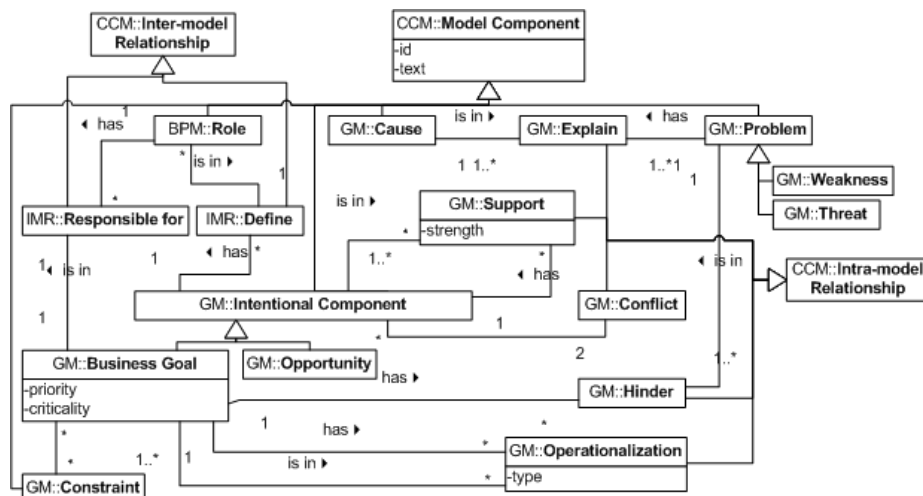 CCM::Inter-model
Relationship
CCM::Model Component
-id
-text
1
◄ has
BPM::Role
GM::Cause
is in ►
GM::Explain
◄ has
GM::Problem
*
is in ►
1
1 1..*
1..*1
1
GM::Weakness
*
GM::Support
-strength
GM::Threat
IMR::Responsible for
IMR::Define
is in ►
◄ has *
*
*
1
◄ is in
1
1..*
◄ has
◄ is in
CCM::Intra-model
Relationship
GM::Intentional Component
GM::Conflict
1
*
1
2
GM::Business Goal
-priority
-criticality
GM::Opportunity
has ►
1..*
GM::Hinder
1
has ►
*
*
GM::Operationalization
-type
*
1..*
1
is in ►
*
GM::Constraint